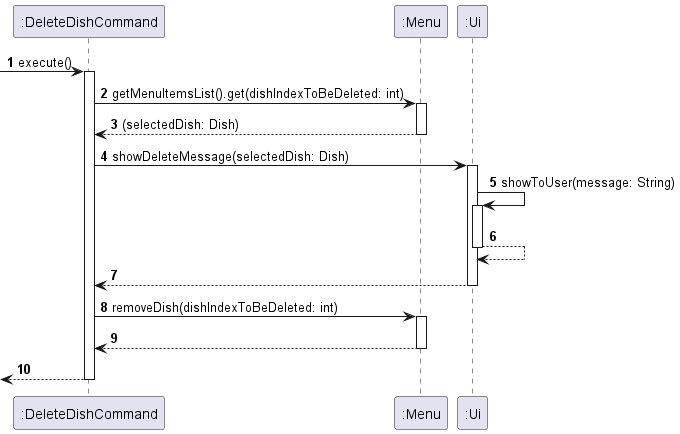 :DeleteDishCommand :Menu :Ui
1 execute()
2 getMenuItemsList().get(dishIndexToBeDeleted: int)
3 (selectedDish: Dish)
4 showDeleteMessage(selectedDish: Dish)
5 showToUser(message: String)
6
7
8 removeDish(dishIndexToBeDeleted: int)
9
10
:DeleteDishCommand :Menu :Ui